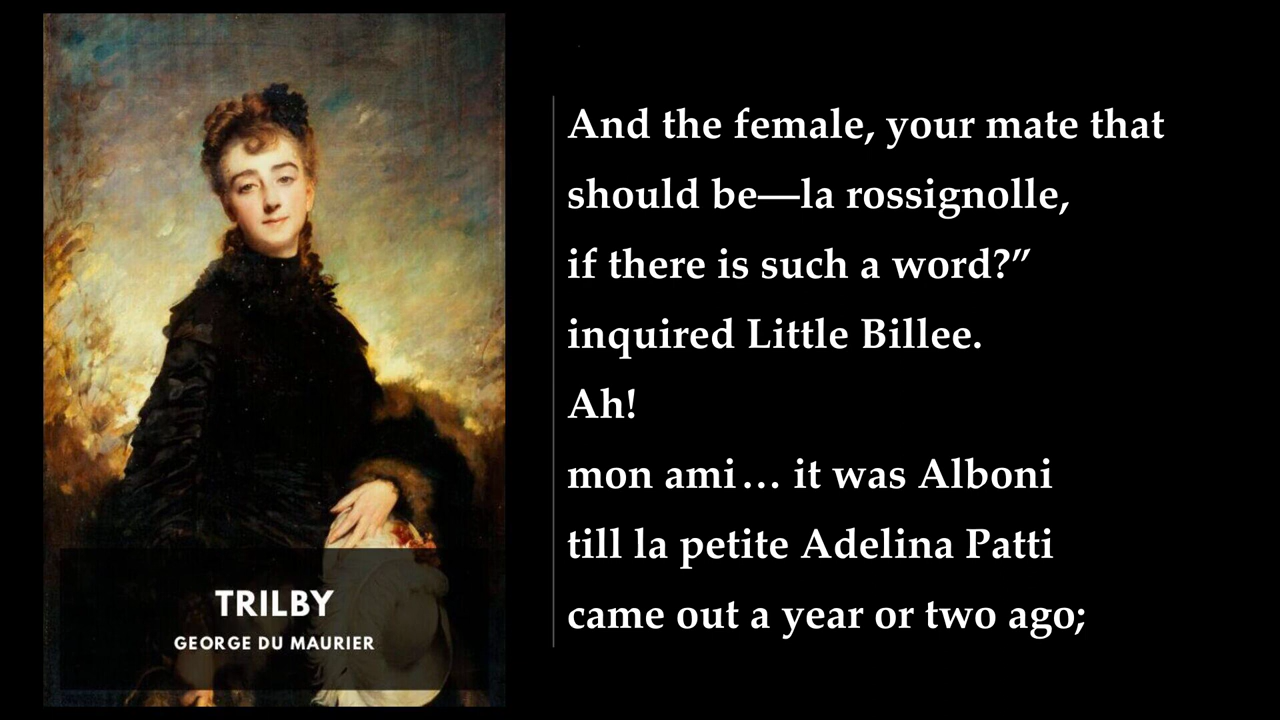 TRILBY
GEORGE DU MAURIER
And the female, your mate that
should be—la rossignolle,
if there is such a word?”
inquired Little Billee.
Ah!
mon ami… it was Alboni
till la petite Adelina Patti
came out a year or two ago;